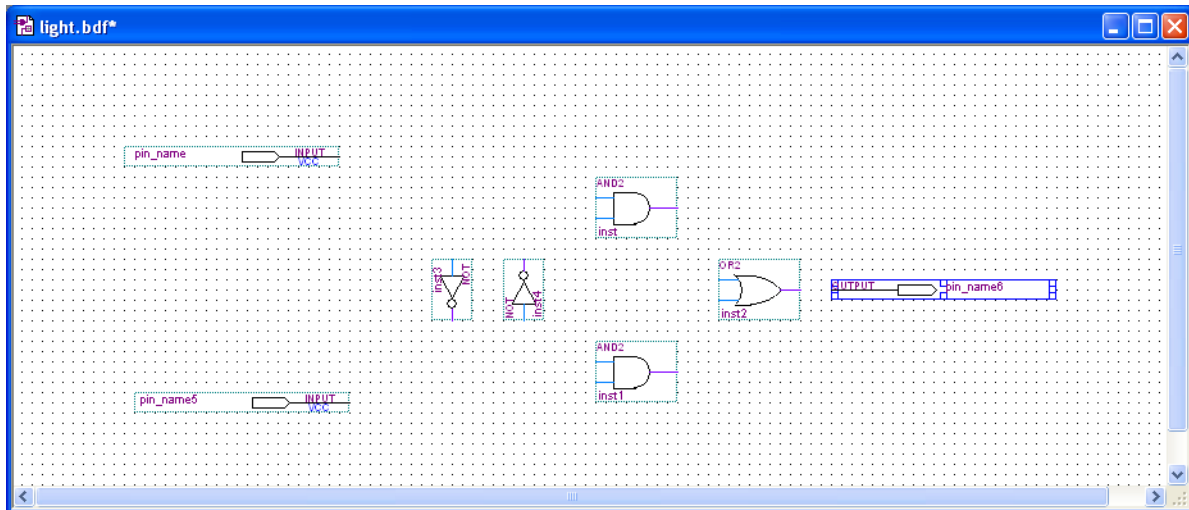 light.bdf*
pin_name INPUT
VCC
AND2
inst
inst3 NOT
NOT inst4
OR2
inst2
OUTPUT pin_name6
AND2
inst1
pin_name5 INPUT
VCC